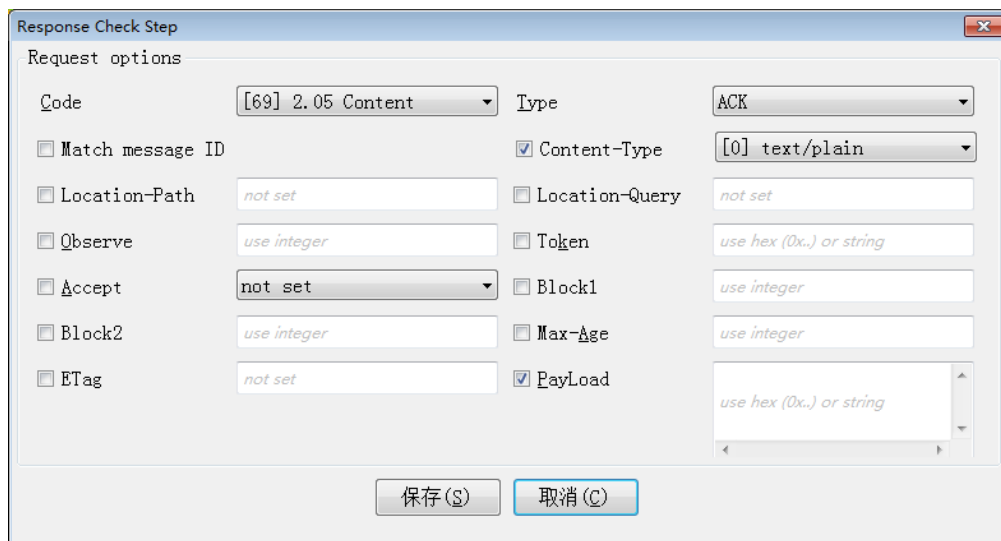 Response Check Step
Request options
Code [69] 2.05 Content Type ACK
Match message ID Content-Type [0] text/plain
Location-Path not set Location-Query not set
Observe use integer Token use hex (0x..) or string
Accept not set Block1 use integer
Block2 use integer Max-Age use integer
ETag not set PayLoad use hex (0x..) or string
保存(S) 取消(C)